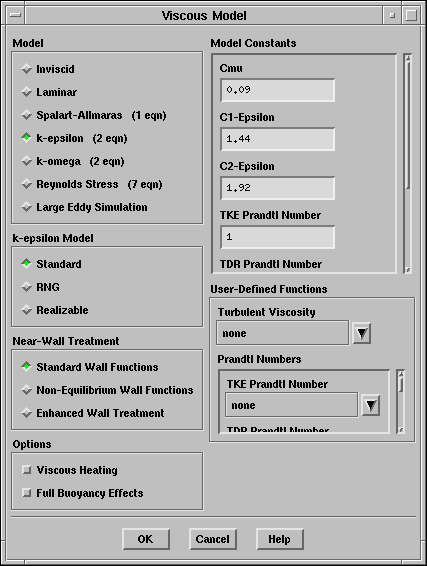 Viscous Model
Model
Inviscid
Laminar
Spalart-Allmaras (1 eqn)
k-epsilon (2 eqn)
k-omega (2 eqn)
Reynolds Stress (7 eqn)
Large Eddy Simulation
k-epsilon Model
Standard
RNG
Realizable
Near-Wall Treatment
Standard Wall Functions
Non-Equilibrium Wall Functions
Enhanced Wall Treatment
Options
Viscous Heating
Full Buoyancy Effects
Model Constants
Cmu
0.09
C1-Epsilon
1.44
C2-Epsilon
1.92
TKE Prandtl Number
1
TDR Prandtl Number
User-Defined Functions
Turbulent Viscosity
none
Prandtl Numbers
TKE Prandtl Number
none
TDR Prandtl Number
OK
Cancel
Help